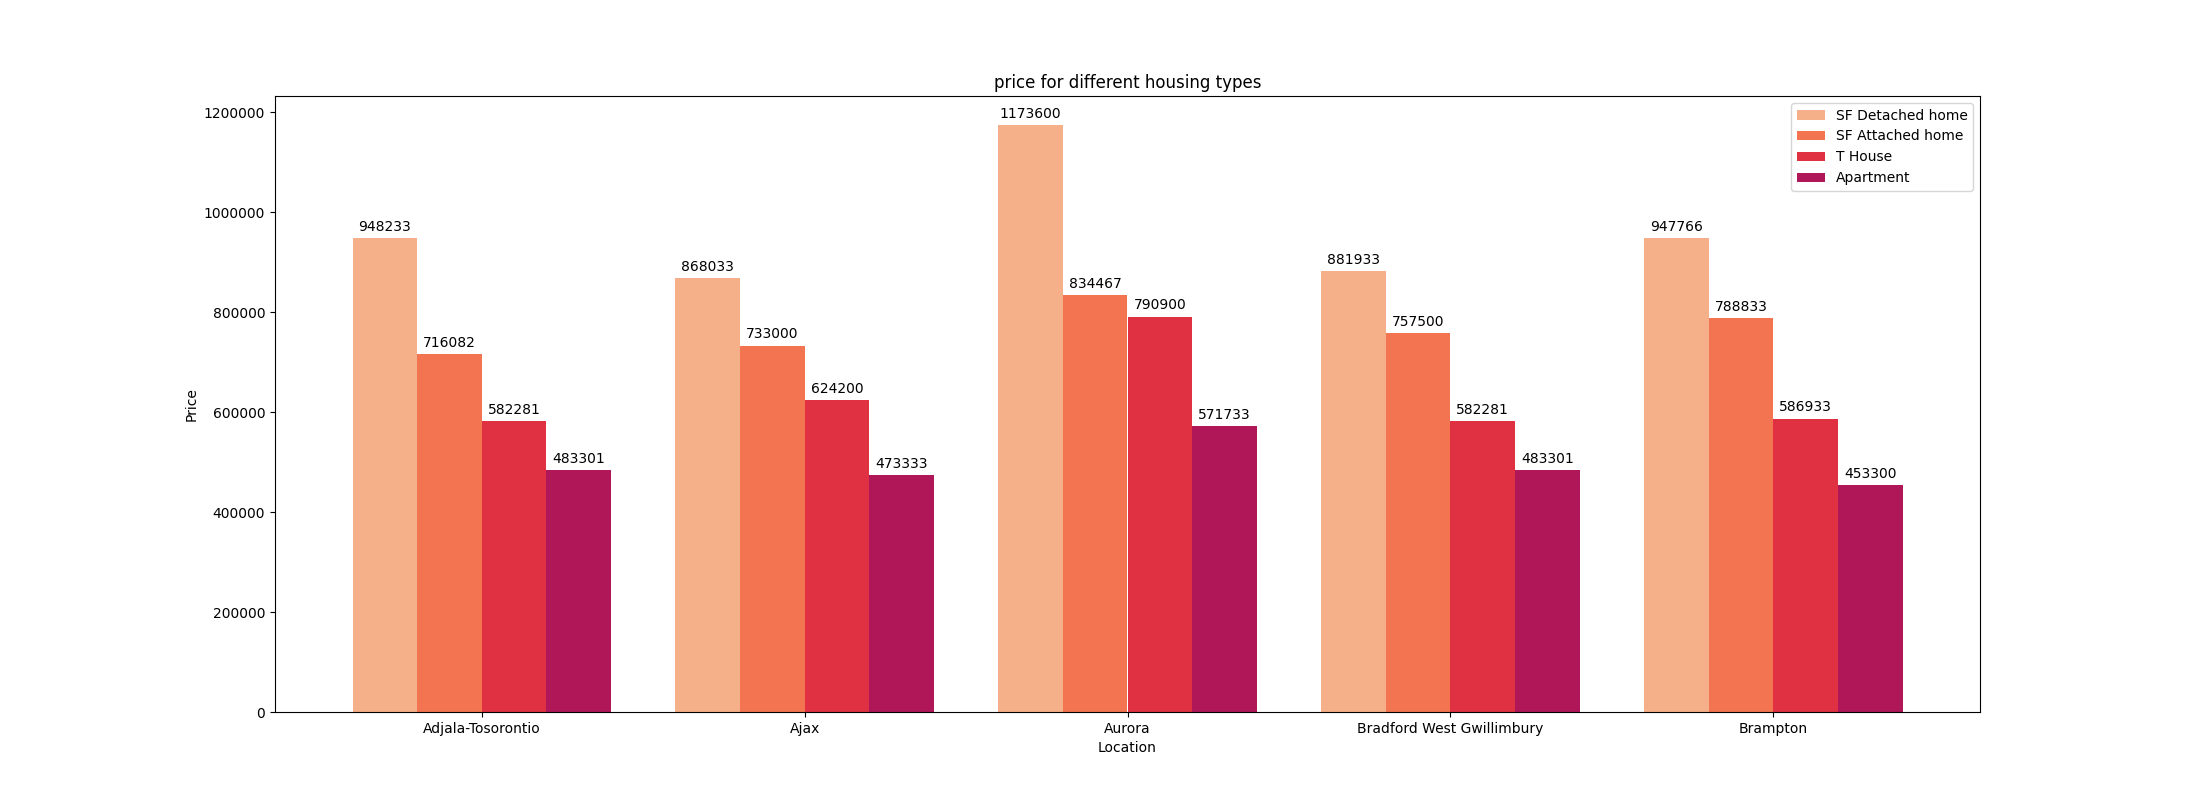 price for different housing types
1200000
1000000
800000
600000
400000
200000
0
Price
948233
716082
582281
483301
868033
733000
624200
473333
1173600
834467
790900
571733
881933
757500
582281
483301
947766
788833
586933
453300
SF Detached home
SF Attached home
T House
Apartment
Adjala-Tosorontio
Ajax
Aurora
Bradford West Gwillimbury
Brampton
Location